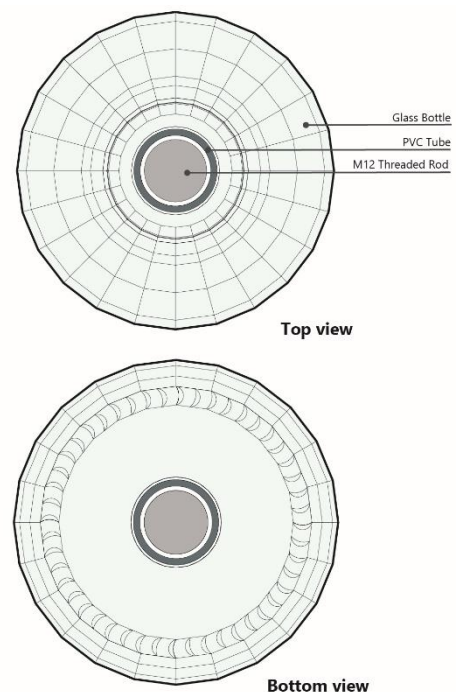 Glass Bottle
PVC Tube
M12 Threaded Rod
Top view
Bottom view